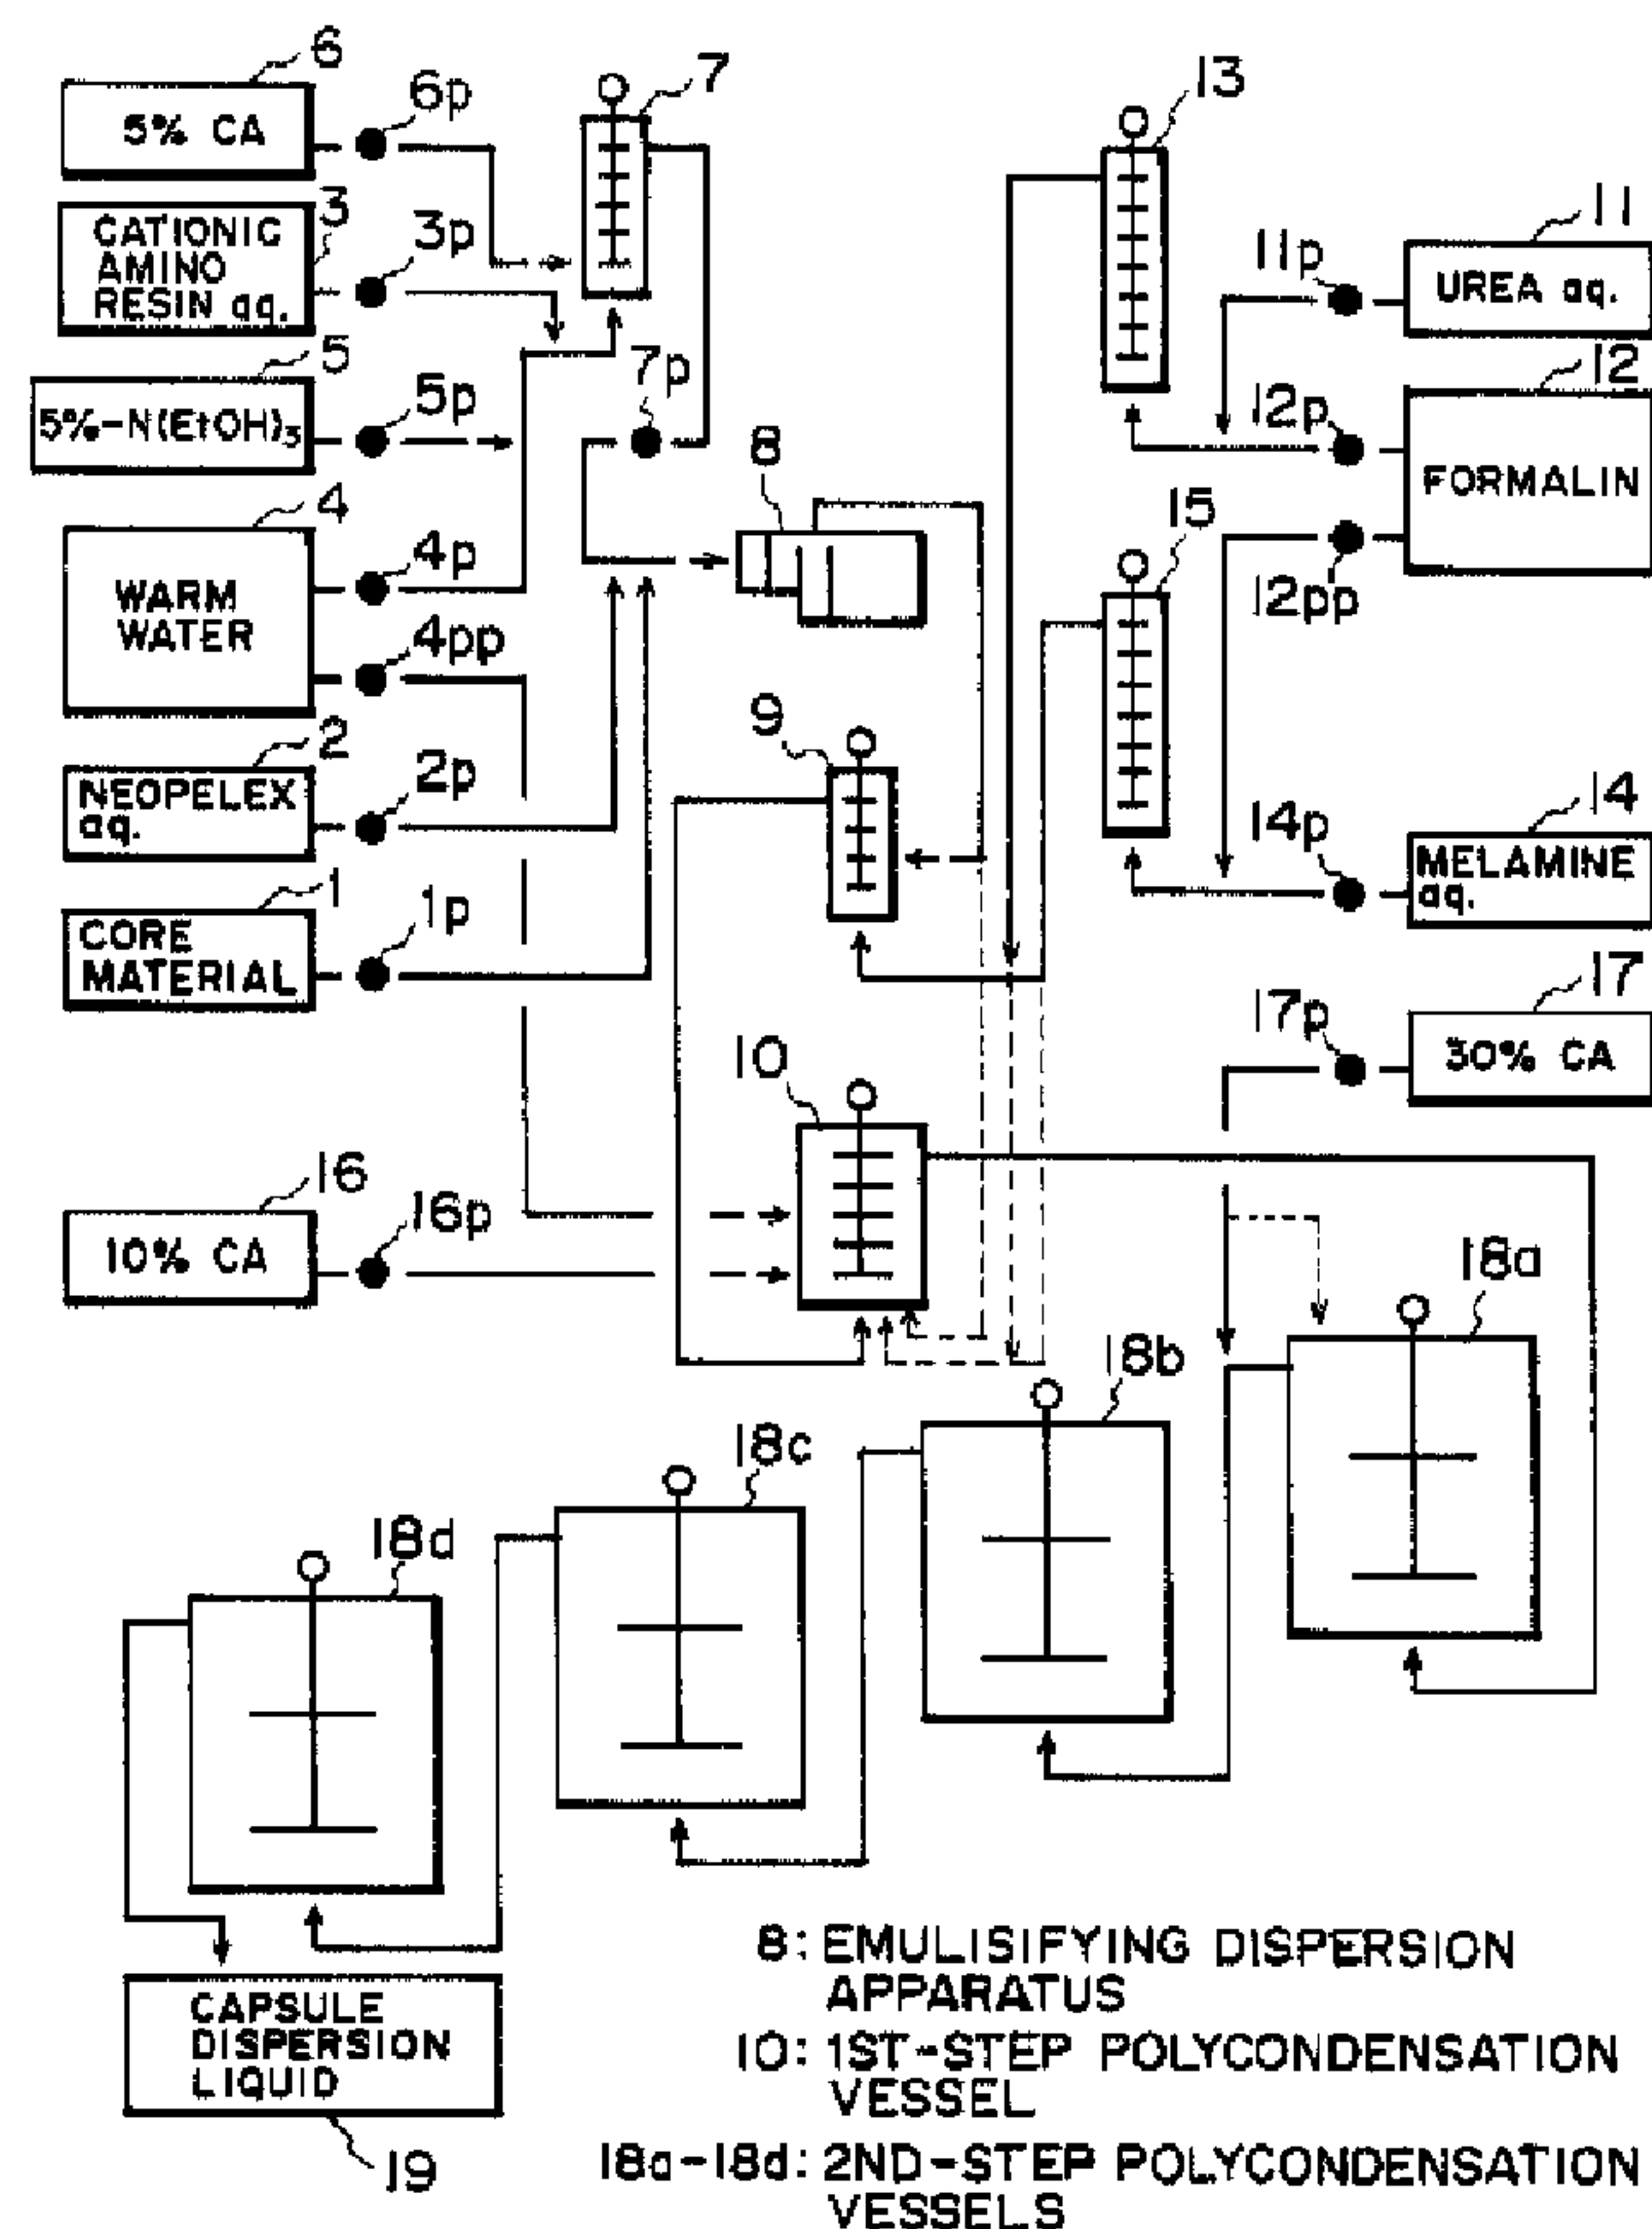 6
5% CA
6p
7
13
3
CATIONIC
AMINO
RESIN aq.
3p
11
11p
UREA aq.
5
5%-N(EtOH)3
5p
7p
12
12p
FORMALIN
12pp
8
15
4
WARM
WATER
4p
4pp
9
2
NEOPELEX
aq.
2p
14
14p
MELAMINE
aq.
1
CORE
MATERIAL
1p
17
17p
30% CA
10
16
10% CA
16p
18a
18b
18c
18d
CAPSULE
DISPERSION
LIQUID
19
8: EMULISIFYING DISPERSION
APPARATUS
10: 1ST-STEP POLYCONDENSATION
VESSEL
18a-18d: 2ND-STEP POLYCONDENSATION
VESSELS